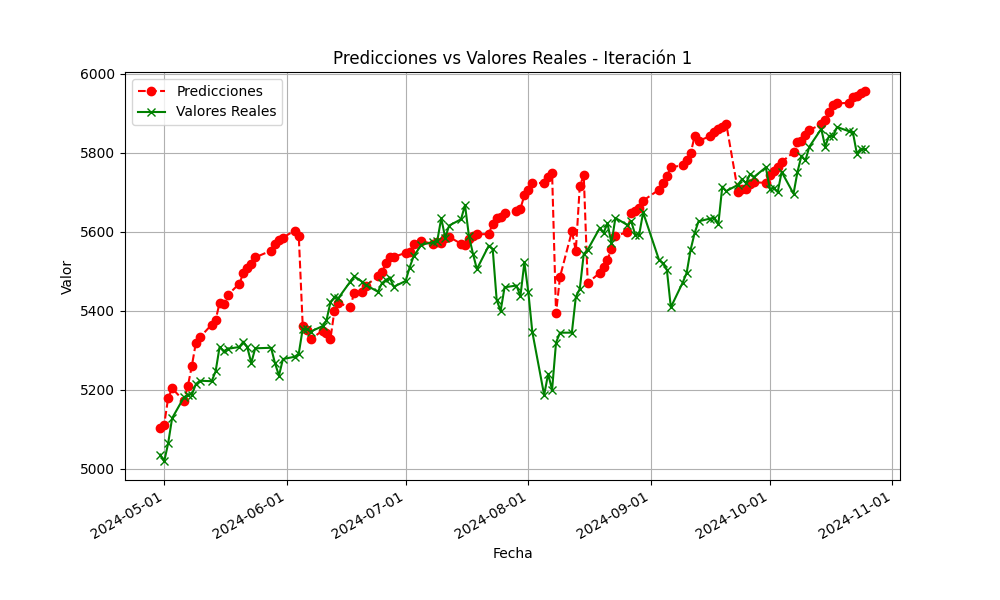 Predicciones vs Valores Reales - Iteración 1
Predicciones
Valores Reales
Valor
6000
5800
5600
5400
5200
5000
2024-05-01
2024-06-01
2024-07-01
2024-08-01
2024-09-01
2024-10-01
2024-11-01
Fecha